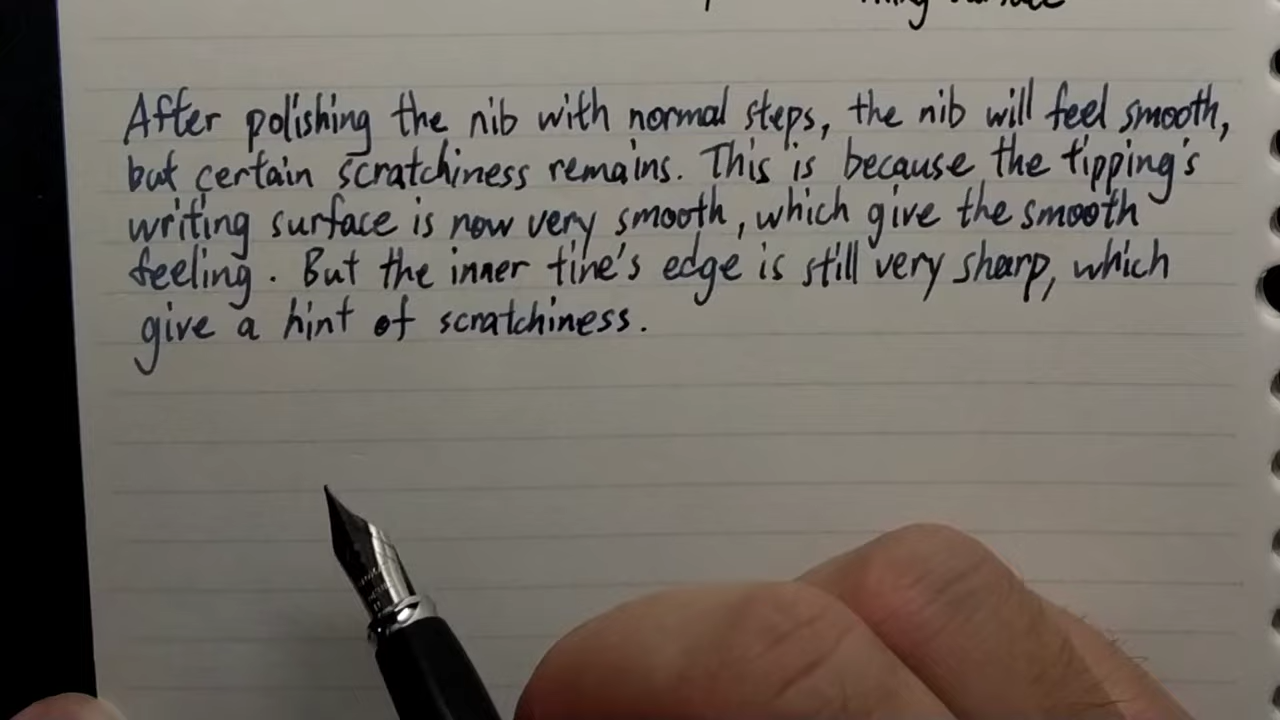 After polishing the nib with normal steps, the nib will feel smooth,
but certain scratchiness remains. This is because the tipping's
writing surface is now very smooth, which give the smooth
feeling. But the inner tine's edge is still very sharp, which
give a hint of scratchiness.